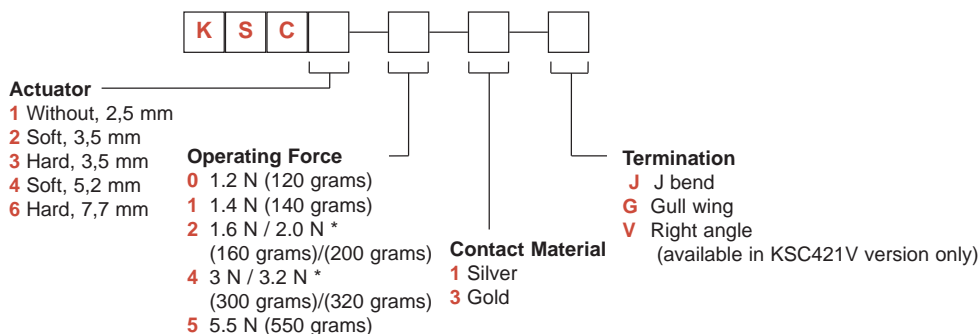 K S C
Actuator
1 Without, 2,5 mm
2 Soft, 3,5 mm
3 Hard, 3,5 mm
4 Soft, 5,2 mm
6 Hard, 7,7 mm
Operating Force
0 1.2 N (120 grams)
1 1.4 N (140 grams)
2 1.6 N / 2.0 N *
(160 grams)/(200 grams)
4 3 N / 3.2 N *
(300 grams)/(320 grams)
5 5.5 N (550 grams)
Contact Material
1 Silver
3 Gold
Termination
J J bend
G Gull wing
V Right angle
(available in KSC421V version only)